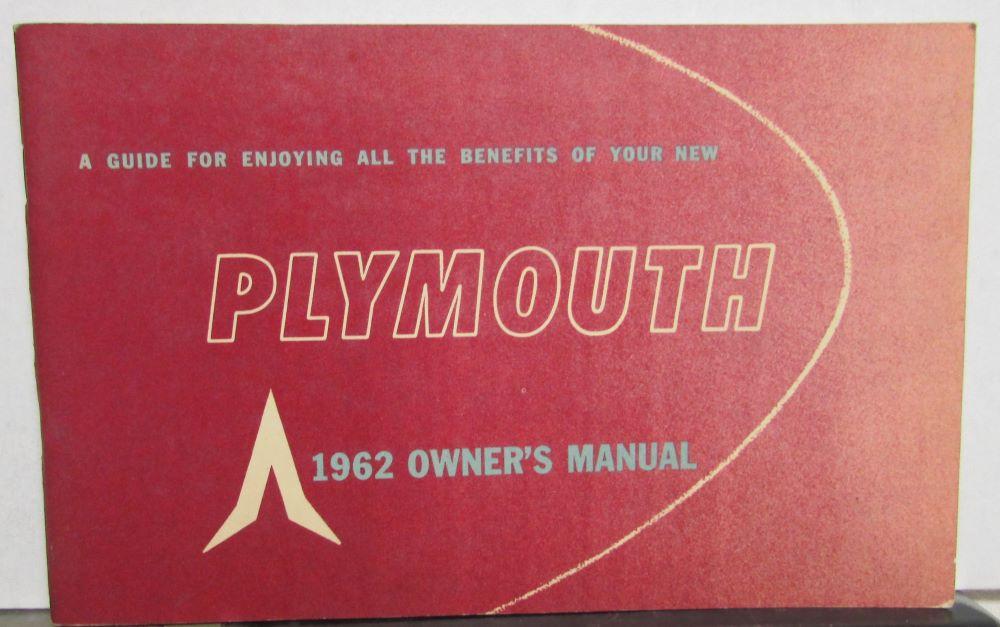 A GUIDE FOR ENJOYING ALL THE BENEFITS OF YOUR NEW
PLYMOUTH
1962 OWNER'S MANUAL